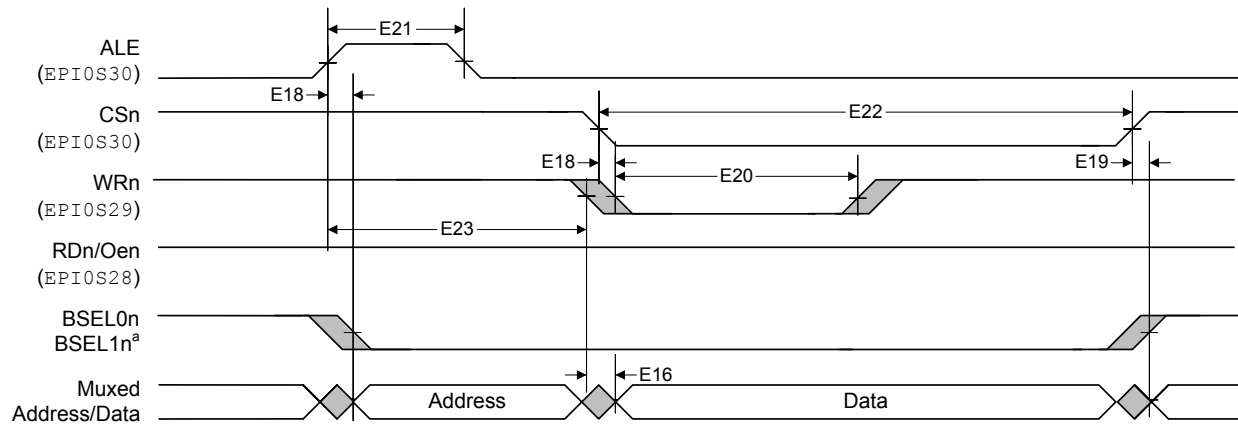 E21
ALE
(EPI0S30)
E18
CSn
(EPI0S30)
E22
E18
E19
WRn
(EPI0S29)
E20
E23
RDn/Oen
(EPI0S28)
BSEL0n
BSEL1nᵃ
E16
Muxed
Address/Data
Address
Data